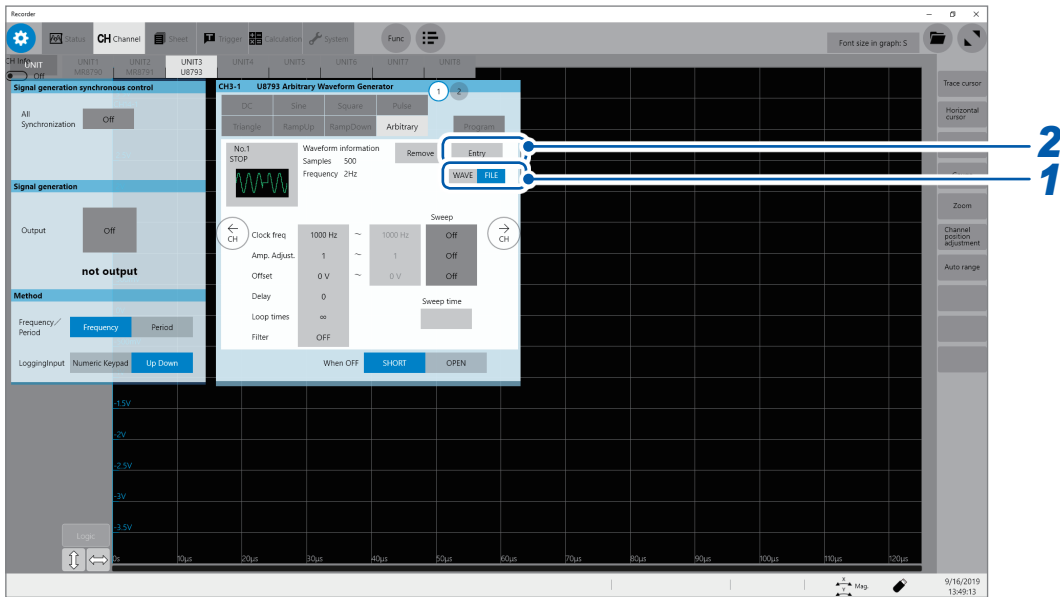 Recorder
Status CH Channel Sheet Trigger Calculation System Func Font size in graph: S
CH Info. UNIT UNIT1 UNIT2 UNIT3 UNIT4 UNIT5 UNIT6 UNIT7 UNIT8
Off MR8790 MR8791 U8793
Signal generation synchronous control
All
Synchronization
Off
Signal generation
Output Off
not output
Method
Frequency/
Period
Frequency Period
LoggingInput Numeric Keypad Up Down
CH3-1 U8793 Arbitrary Waveform Generator 1 2
DC Sine Square Pulse
Triangle RampUp RampDown Arbitrary Program
No.1
STOP
Waveform information
Samples 500
Frequency 2Hz
Remove Entry
WAVE FILE
2
1
Sweep
← CH
→ CH
Clock freq 1000 Hz ~ 1000 Hz Off
Amp. Adjust. 1 ~ 1 Off
Offset 0 V ~ 0 V Off
Delay 0
Sweep time
Loop times ∞
Filter OFF
When OFF SHORT OPEN
Trace cursor
Horizontal
cursor
Zoom
Channel
position
adjustment
Auto range
-1.5V
-2V
-2.5V
-3V
-3.5V
Logic
0s 10μs 20μs 30μs 40μs 50μs 60μs 70μs 80μs 90μs 100μs 110μs 120μs
X
Y
Mag.
9/16/2019
13:49:13